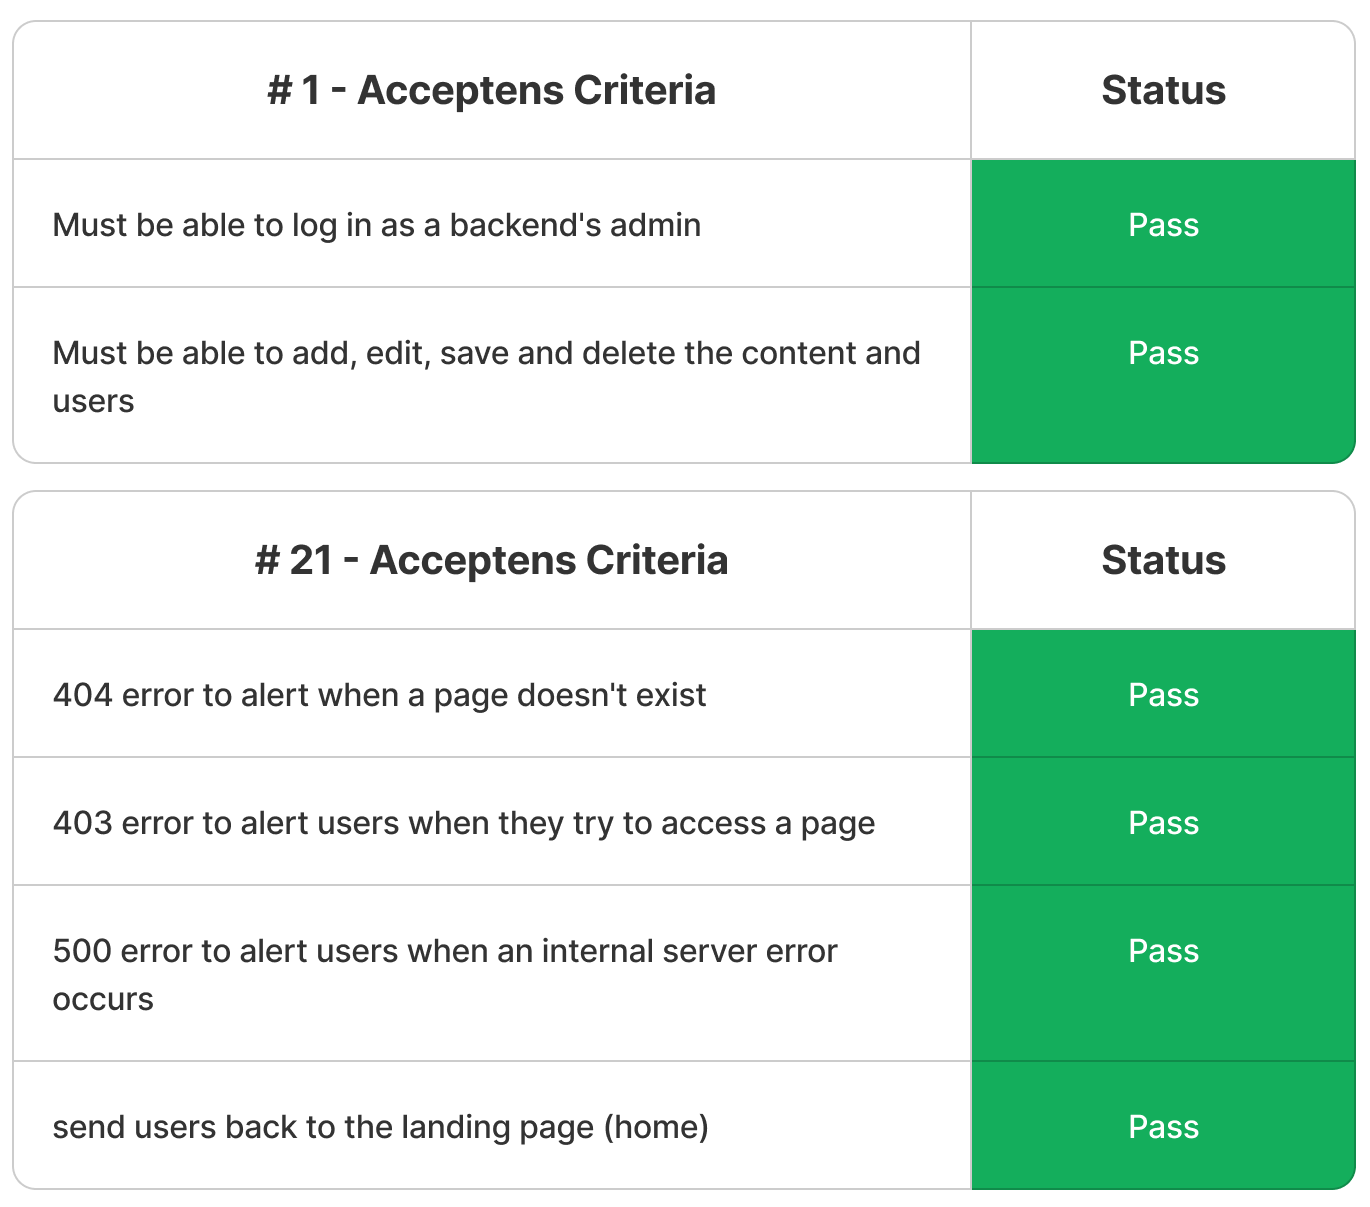 # 1 - Acceptens Criteria
Status
Must be able to log in as a backend's admin
Pass
Must be able to add, edit, save and delete the content and
users
Pass
# 21 - Acceptens Criteria
Status
404 error to alert when a page doesn't exist
Pass
403 error to alert users when they try to access a page
Pass
500 error to alert users when an internal server error
occurs
Pass
send users back to the landing page (home)
Pass